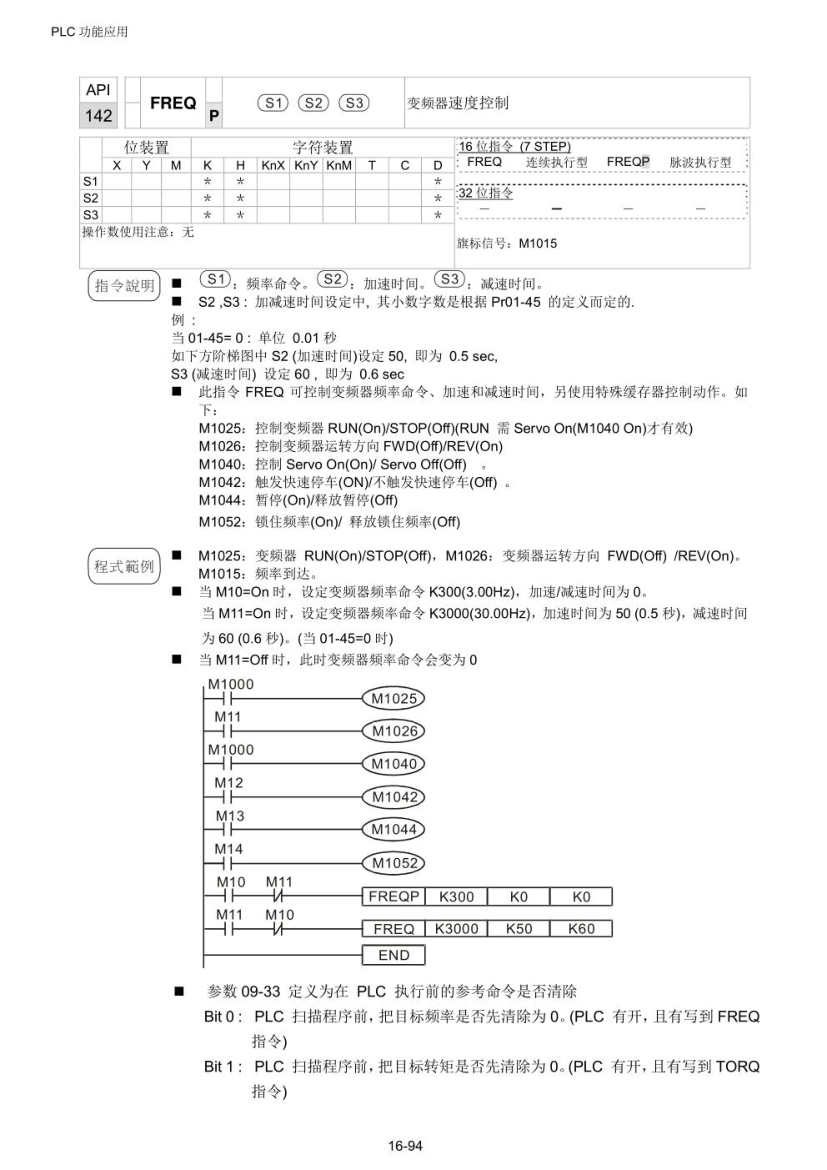 PLC 功能应用
API
142
FREQ
P
S1 S2 S3
变频器速度控制
位装置 字符装置
X Y M K H KnX KnY KnM T C D
S1 * * *
S2 * * *
S3 * * *
操作数使用注意：无
16 位指令 (7 STEP)
FREQ 连续执行型 FREQP 脉波执行型
32 位指令
－ － － －
旗标信号：M1015
指令說明
■ S1：频率命令。S2：加速时间。S3：减速时间。
■ S2 ,S3 : 加减速时间设定中, 其小数字数是根据 Pr01-45 的定义而定的.
例 :
当 01-45= 0 : 单位 0.01 秒
如下方阶梯图中 S2 (加速时间)设定 50, 即为 0.5 sec,
S3 (减速时间) 设定 60 , 即为 0.6 sec
■ 此指令 FREQ 可控制变频器频率命令、加速和减速时间，另使用特殊缓存器控制动作。如
下：
M1025：控制变频器 RUN(On)/STOP(Off)(RUN 需 Servo On(M1040 On)才有效)
M1026：控制变频器运转方向 FWD(Off)/REV(On)
M1040：控制 Servo On(On)/ Servo Off(Off) 。
M1042：触发快速停车(ON)/不触发快速停车(Off) 。
M1044：暂停(On)/释放暂停(Off)
M1052：锁住频率(On)/ 释放锁住频率(Off)
程式範例
■ M1025：变频器 RUN(On)/STOP(Off)，M1026：变频器运转方向 FWD(Off) /REV(On)。
M1015：频率到达。
■ 当 M10=On 时，设定变频器频率命令 K300(3.00Hz)，加速/减速时间为 0。
当 M11=On 时，设定变频器频率命令 K3000(30.00Hz)，加速时间为 50 (0.5 秒)，减速时间
为 60 (0.6 秒)。(当 01-45=0 时)
■ 当 M11=Off 时，此时变频器频率命令会变为 0
M1000
M1025
M11
M1026
M1000
M1040
M12
M1042
M13
M1044
M14
M1052
M10 M11
FREQP K300 K0 K0
M11 M10
FREQ K3000 K50 K60
END
■ 参数 09-33 定义为在 PLC 执行前的参考命令是否清除
Bit 0 : PLC 扫描程序前，把目标频率是否先清除为 0。(PLC 有开，且有写到 FREQ
指令)
Bit 1 : PLC 扫描程序前，把目标转矩是否先清除为 0。(PLC 有开，且有写到 TORQ
指令)
16-94